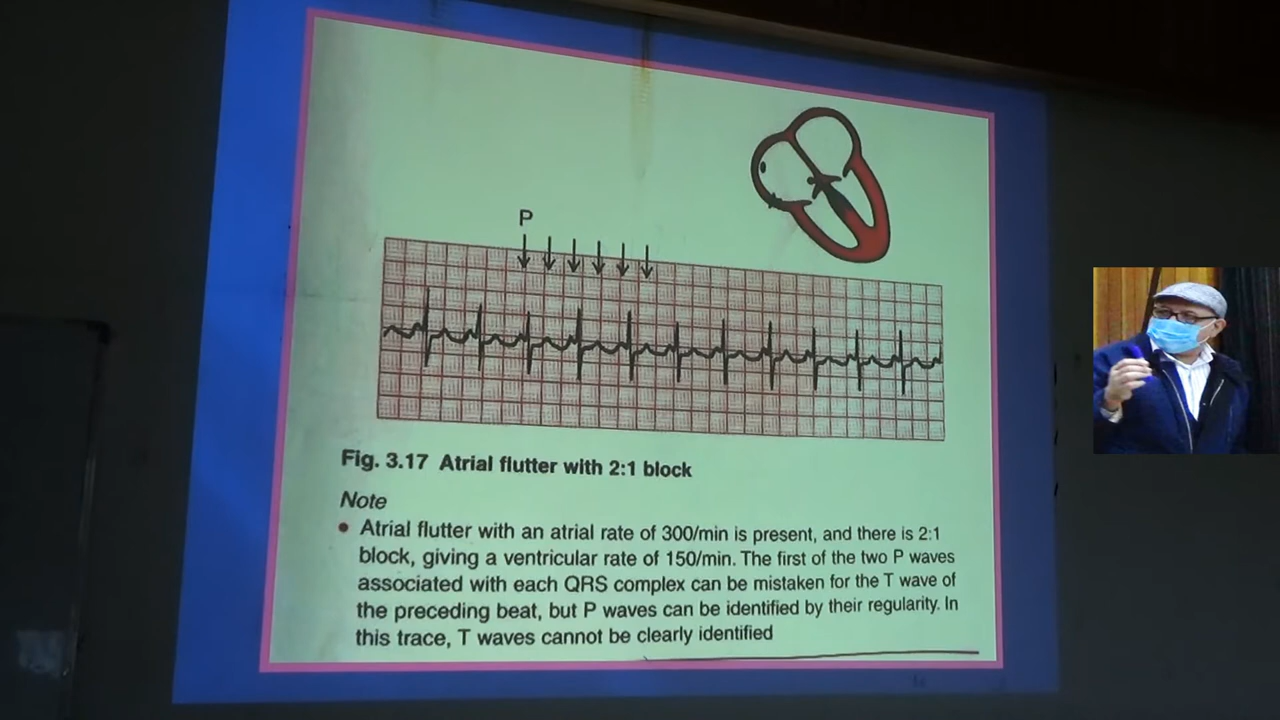 P
Fig. 3.17 Atrial flutter with 2:1 block
Note
• Atrial flutter with an atrial rate of 300/min is present, and there is 2:1
block, giving a ventricular rate of 150/min. The first of the two P waves
associated with each QRS complex can be mistaken for the T wave of
the preceding beat, but P waves can be identified by their regularity. In
this trace, T waves cannot be clearly identified